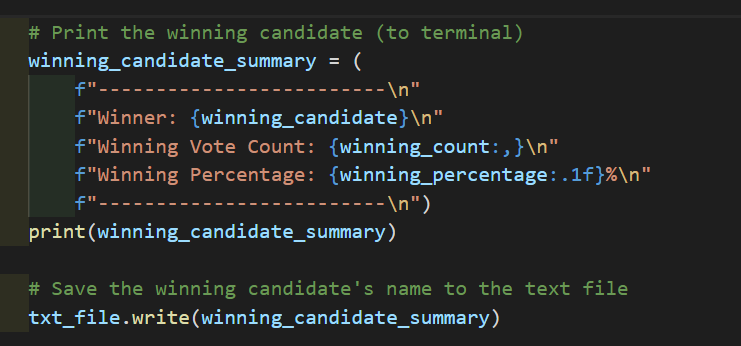 # Print the winning candidate (to terminal)
winning_candidate_summary = (
    f"-------------------------\n"
    f"Winner: {winning_candidate}\n"
    f"Winning Vote Count: {winning_count:,}\n"
    f"Winning Percentage: {winning_percentage:.1f}%\n"
    f"-------------------------\n")
print(winning_candidate_summary)
# Save the winning candidate's name to the text file
txt_file.write(winning_candidate_summary)